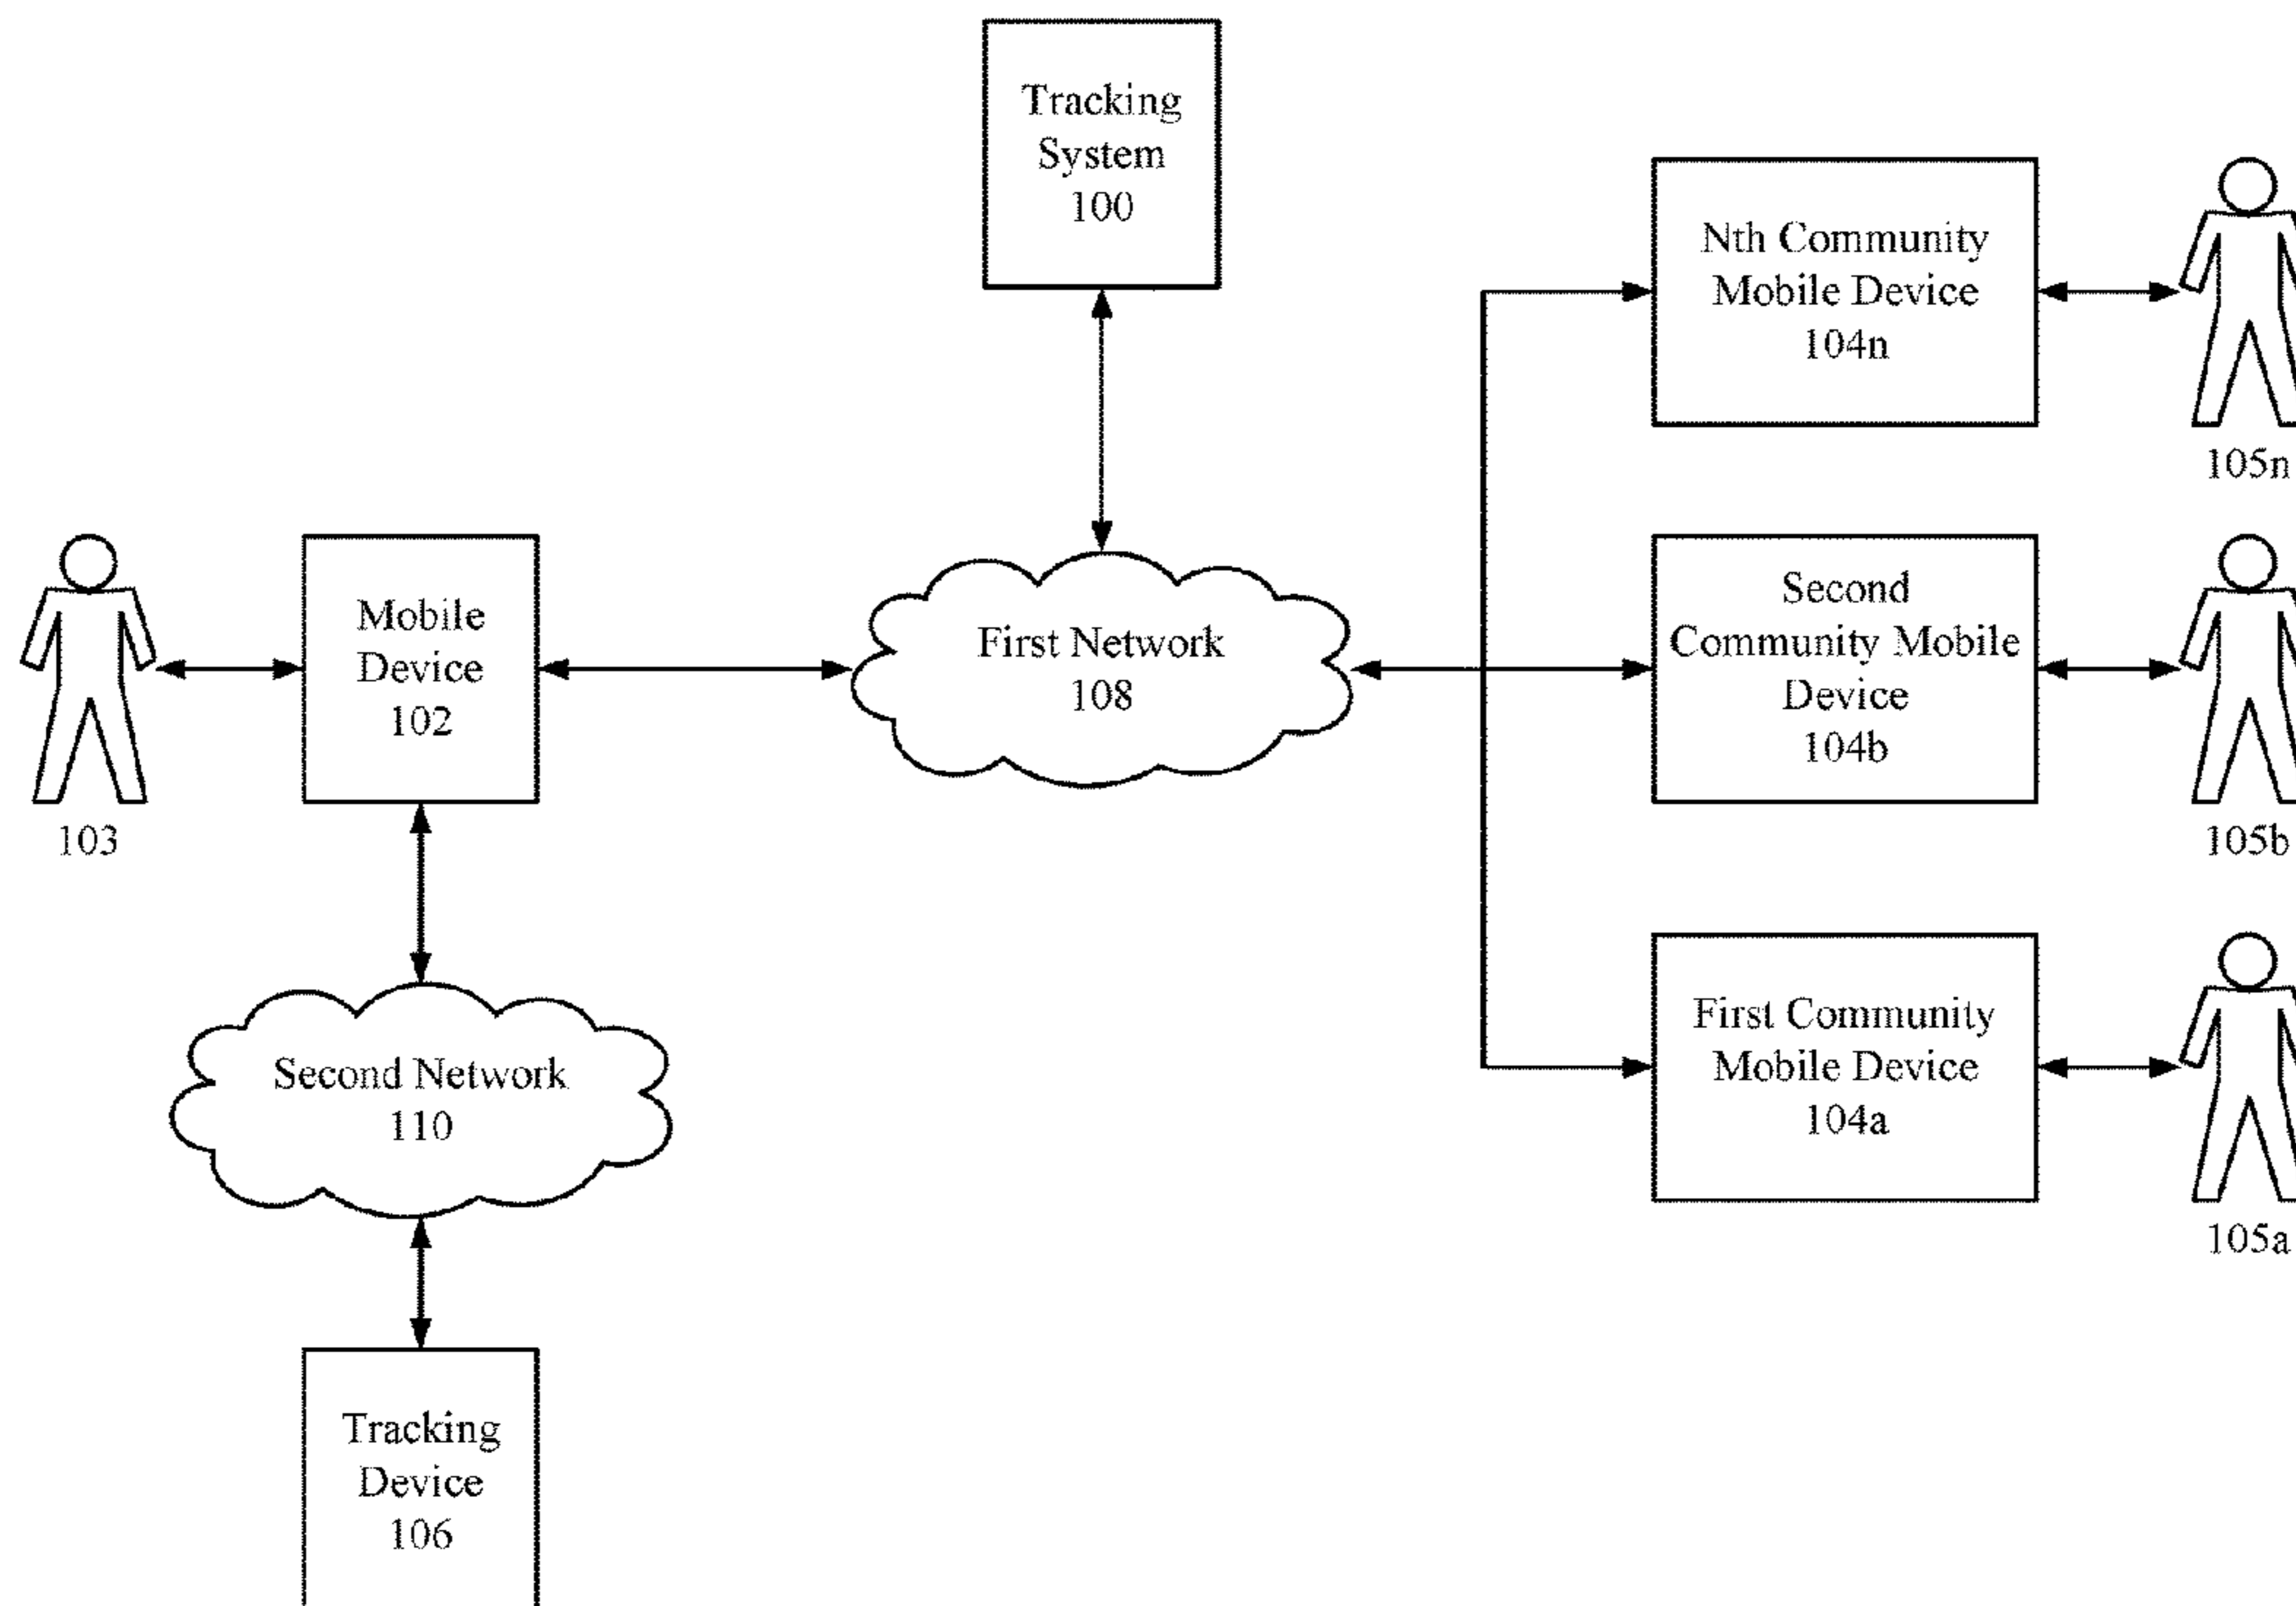 Tracking
System
100
Nth Community
Mobile Device
104n
105n
Mobile
Device
102
103
First Network
108
Second
Community Mobile
Device
104b
105b
Second Network
110
First Community
Mobile Device
104a
105a
Tracking
Device
106